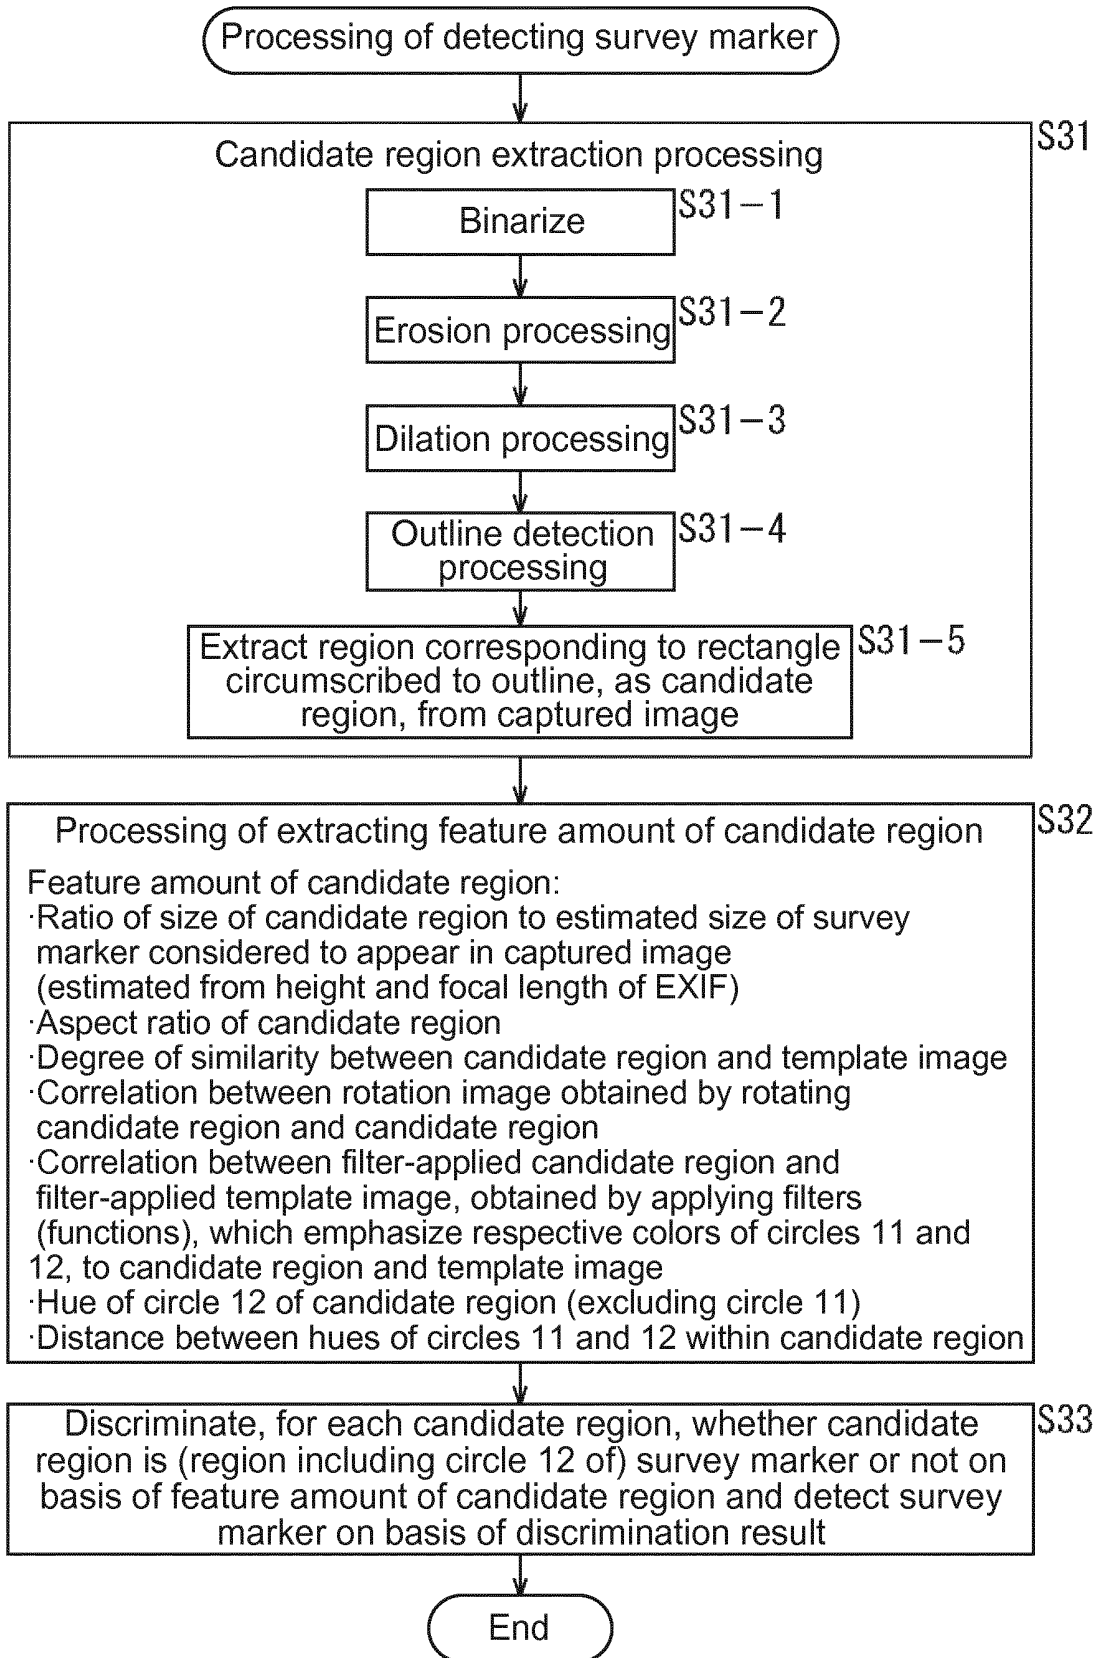 Processing of detecting survey marker
S31
Candidate region extraction processing
S31-1
Binarize
S31-2
Erosion processing
S31-3
Dilation processing
S31-4
Outline detection
processing
S31-5
Extract region corresponding to rectangle
circumscribed to outline, as candidate
region, from captured image
S32
Processing of extracting feature amount of candidate region
Feature amount of candidate region:
·Ratio of size of candidate region to estimated size of survey
marker considered to appear in captured image
(estimated from height and focal length of EXIF)
·Aspect ratio of candidate region
·Degree of similarity between candidate region and template image
·Correlation between rotation image obtained by rotating
candidate region and candidate region
·Correlation between filter-applied candidate region and
filter-applied template image, obtained by applying filters
(functions), which emphasize respective colors of circles 11 and
12, to candidate region and template image
·Hue of circle 12 of candidate region (excluding circle 11)
·Distance between hues of circles 11 and 12 within candidate region
S33
Discriminate, for each candidate region, whether candidate
region is (region including circle 12 of) survey marker or not on
basis of feature amount of candidate region and detect survey
marker on basis of discrimination result
End